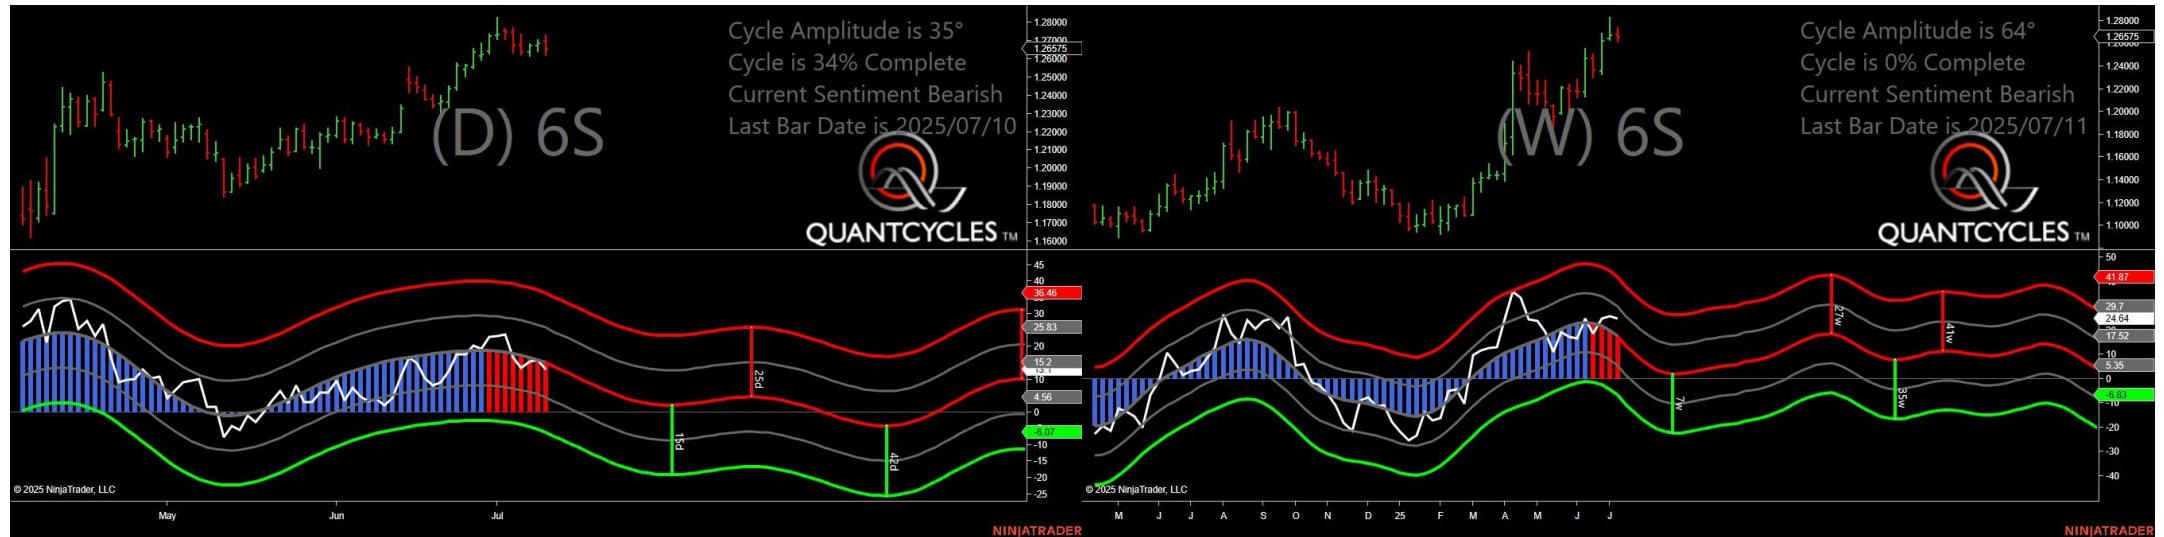 Cycle Amplitude is 35°
Cycle is 34% Complete
Current Sentiment Bearish
Last Bar Date is 2025/07/10
(D) 6S
QUANTCYCLES TM
1.28000
1.27000
1.26575
1.26000
1.25000
1.24000
1.23000
1.22000
1.21000
1.20000
1.19000
1.18000
1.17000
1.16000
45
40
36.46
30
25.83
20
15.2
13.1
10
4.56
0
-6.07
-10
-15
-20
-25
25d
15d
42d
© 2025 NinjaTrader, LLC
May
Jun
Jul
NINJATRADER
Cycle Amplitude is 64°
Cycle is 0% Complete
Current Sentiment Bearish
Last Bar Date is 2025/07/11
(W) 6S
QUANTCYCLES TM
1.28000
1.26575
1.24000
1.22000
1.20000
1.18000
1.16000
1.14000
1.12000
1.10000
50
41.87
29.7
24.64
17.52
10
5.35
0
-6.83
-10
-20
-30
-40
27w
41w
7w
35w
© 2025 NinjaTrader, LLC
M
J
J
A
S
O
N
D
25
F
M
A
M
J
J
NINJATRADER